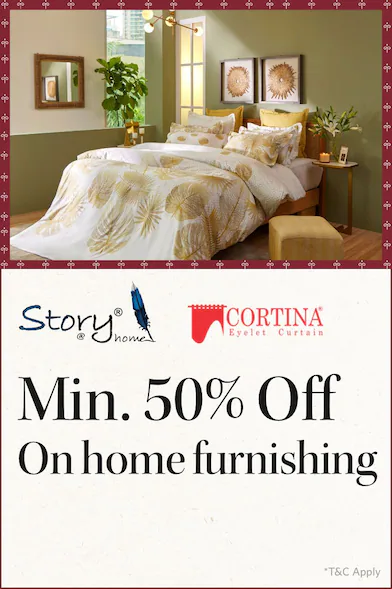 Story®
@home
CORTINA®
Eyelet Curtain
Min. 50% Off
On home furnishing
*T&C Apply